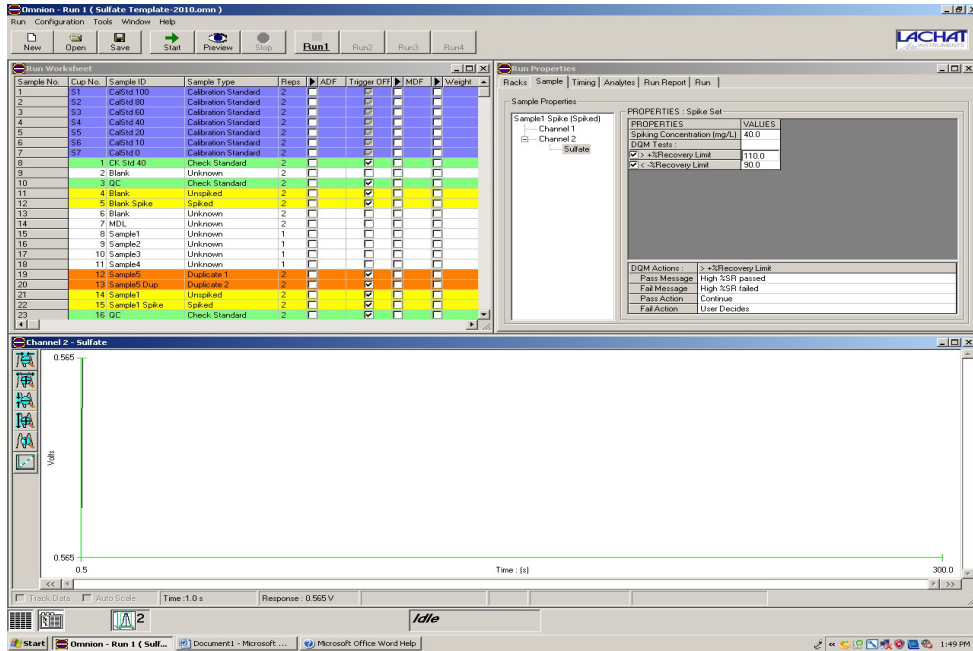 Omnion - Run 1 ( Sulfate Template-2010.omn )
Run Configuration Tools Window Help
New Open Save Start Preview Stop Run1 Run2 Run3 Run4
LACHAT
INSTRUMENTS
Run Worksheet
Sample No. Cup No. Sample ID Sample Type Reps ADF Trigger OFF MDF Weight
1 S1 CalStd 100 Calibration Standard 2
2 S2 CalStd 80 Calibration Standard 2
3 S3 CalStd 60 Calibration Standard 2
4 S4 CalStd 40 Calibration Standard 2
5 S5 CalStd 20 Calibration Standard 2
6 S6 CalStd 10 Calibration Standard 2
7 S7 CalStd 0 Calibration Standard 2
8 1 CK Std 40 Check Standard 2
9 2 Blank Unknown 2
10 3 QC Check Standard 2
11 4 Blank Unspiked 2
12 5 Blank Spike Spiked 2
13 6 Blank Unknown 2
14 7 MDL Unknown 2
15 8 Sample1 Unknown 1
16 9 Sample2 Unknown 1
17 10 Sample3 Unknown 1
18 11 Sample4 Unknown 1
19 12 Sample5 Duplicate 1 2
20 13 Sample5 Dup Duplicate 2 2
21 14 Sample1 Unspiked 2
22 15 Sample1 Spike Spiked 2
23 16 QC Check Standard 2
Run Properties
Racks Sample Timing Analytes Run Report Run
Sample Properties
Sample1 Spike (Spiked)
Channel 1
Channel 2
Sulfate
PROPERTIES : Spike Set
PROPERTIES VALUES
Spiking Concentration (mg/L) 40.0
DQM Tests :
> +%Recovery Limit 110.0
< -%Recovery Limit 90.0
DQM Actions : > +%Recovery Limit
Pass Message High %SR passed
Fail Message High %SR failed
Pass Action Continue
Fail Action User Decides
Channel 2 - Sulfate
0.565
Volts
0.565
0.5 Time : (s) 300.0
<< >>
Track Data Auto Scale Time :1.0 s Response : 0.565 V
2 Idle
Start Omnion - Run 1 ( Sulf... Document1 - Microsoft ... Microsoft Office Word Help « 1:49 PM